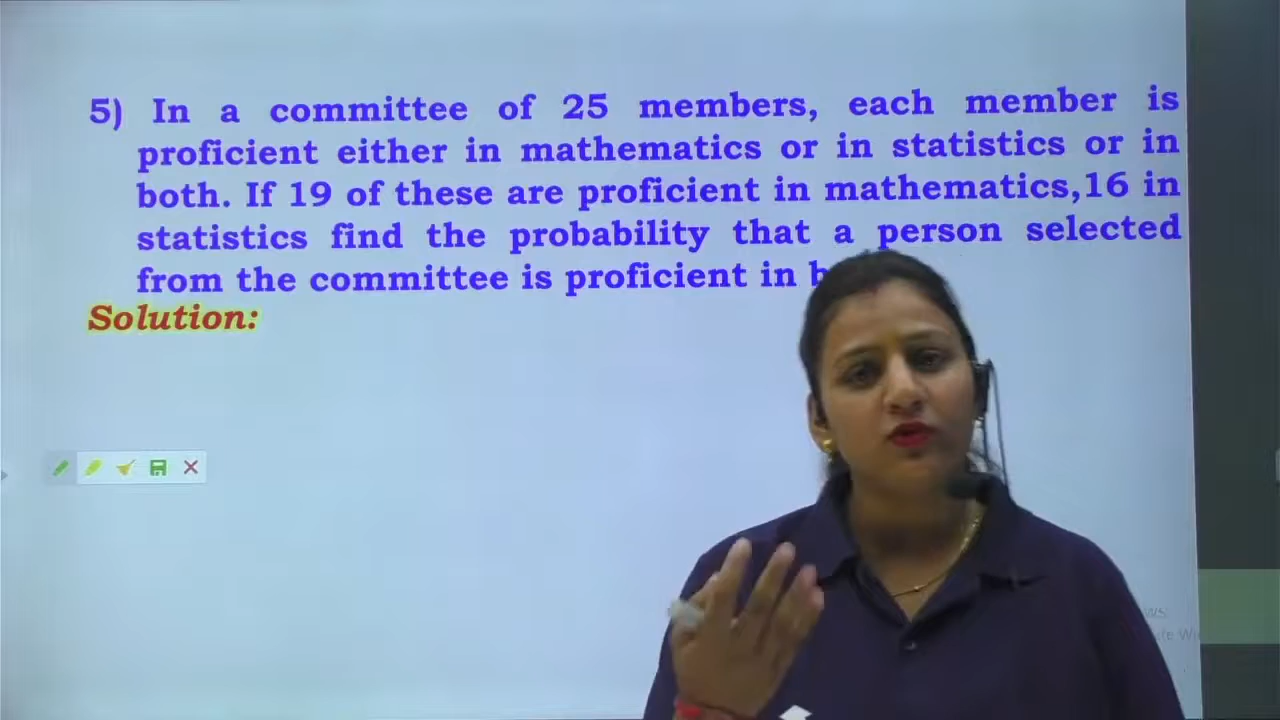 5) In a committee of 25 members, each member is
proficient either in mathematics or in statistics or in
both. If 19 of these are proficient in mathematics,16 in
statistics find the probability that a person selected
from the committee is proficient in
Solution: